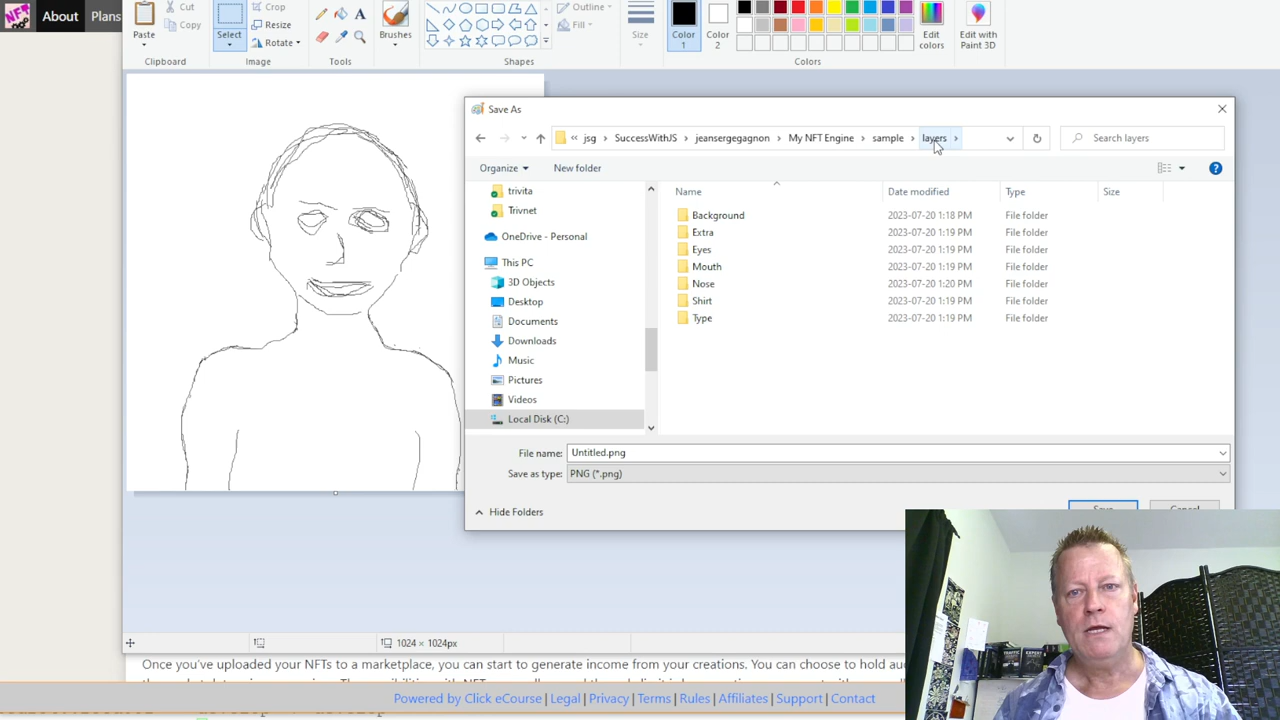 NFT
About
Plans
Paste
Cut
Copy
Clipboard
Select
Crop
Resize
Rotate
Image
A
Tools
Brushes
Shapes
Outline
Fill
Size
Color 1
Color 2
Edit colors
Edit with Paint 3D
Colors
Save As
« jsg > SuccessWithJS > jeansergegagnon > My NFT Engine > sample > layers >
Search layers
Organize
New folder
Name Date modified Type Size
trivita
Trivnet
OneDrive - Personal
This PC
3D Objects
Desktop
Documents
Downloads
Music
Pictures
Videos
Local Disk (C:)
Background 2023-07-20 1:18 PM File folder
Extra 2023-07-20 1:19 PM File folder
Eyes 2023-07-20 1:19 PM File folder
Mouth 2023-07-20 1:19 PM File folder
Nose 2023-07-20 1:20 PM File folder
Shirt 2023-07-20 1:19 PM File folder
Type 2023-07-20 1:19 PM File folder
File name: Untitled.png
Save as type: PNG (*.png)
Hide Folders
Save
Cancel
1024 × 1024px
Once you've uploaded your NFTs to a marketplace, you can start to generate income from your creations. You can choose to hold
Powered by Click eCourse | Legal | Privacy | Terms | Rules | Affiliates | Support | Contact